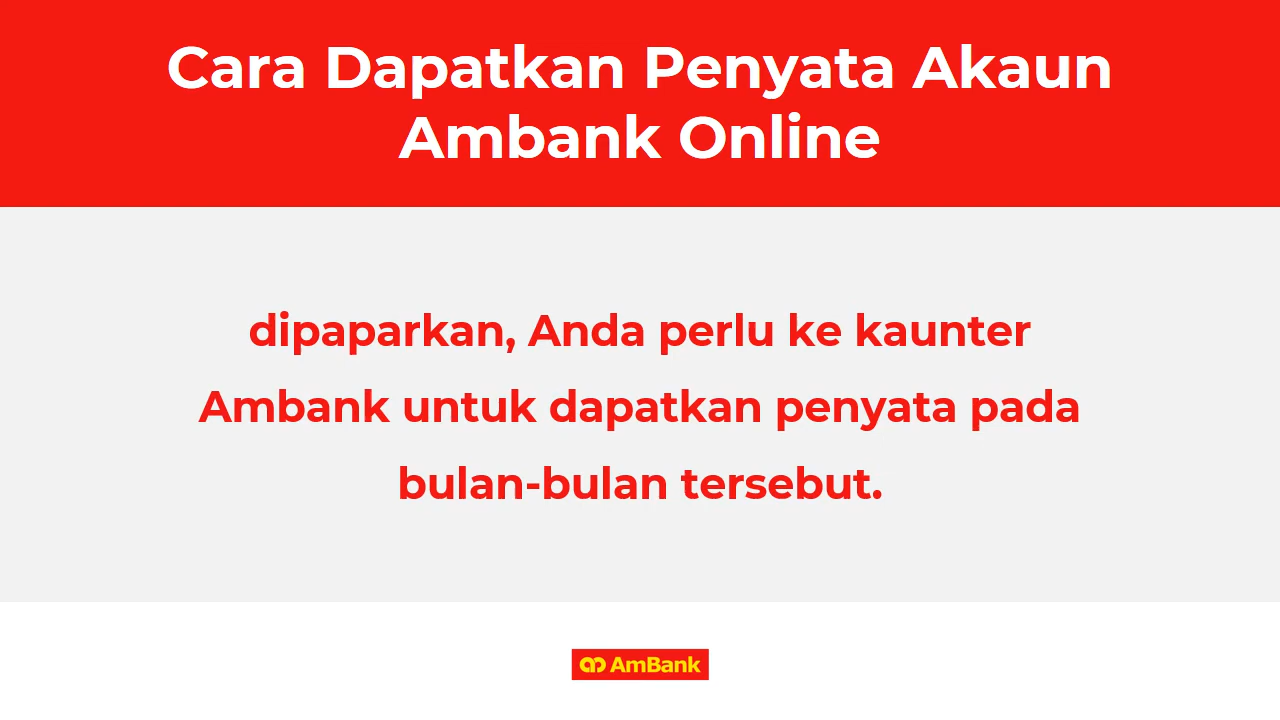 Cara Dapatkan Penyata Akaun
Ambank Online
dipaparkan, Anda perlu ke kaunter
Ambank untuk dapatkan penyata pada
bulan-bulan tersebut.
AmBank